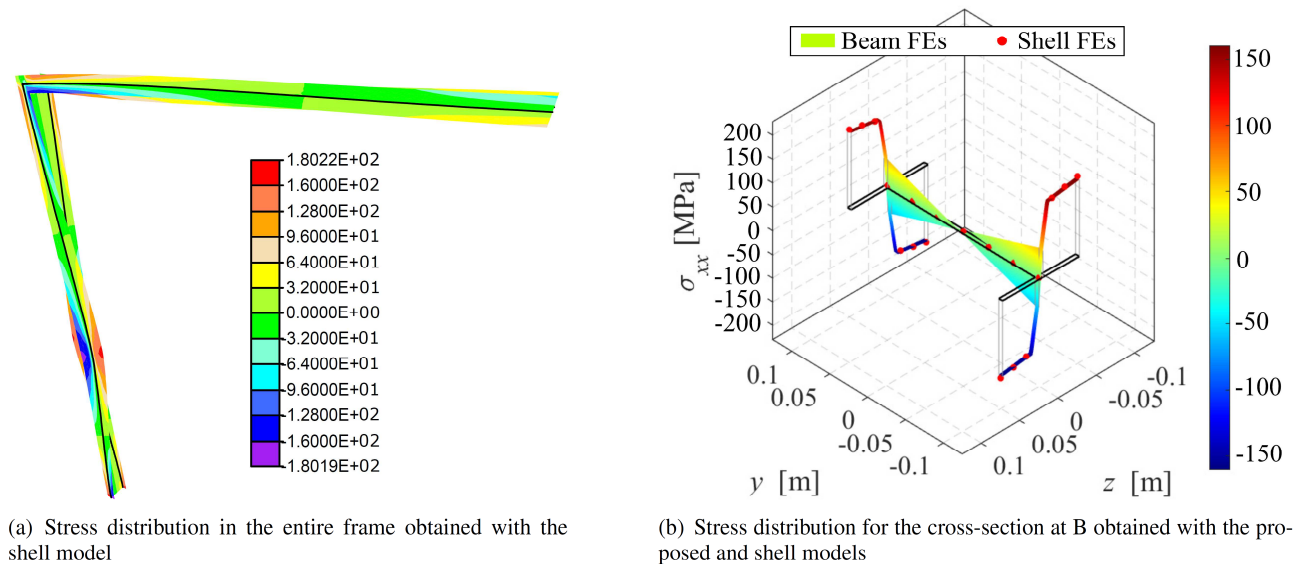 1.8022E+02
1.6000E+02
1.2800E+02
9.6000E+01
6.4000E+01
3.2000E+01
0.0000E+00
-3.2000E+01
-6.4000E+01
-9.6000E+01
-1.2800E+02
-1.6000E+02
-1.8019E+02
(a) Stress distribution in the entire frame obtained with the
shell model
Beam FEs Shell FEs
200
150
100
50
0
-50
-100
-150
-200
σxx [MPa]
0.1
0.05
0
-0.05
-0.1
y [m]
0.1
0.05
0
-0.05
-0.1
z [m]
150
100
50
0
-50
-100
-150
(b) Stress distribution for the cross-section at B obtained with the pro-
posed and shell models